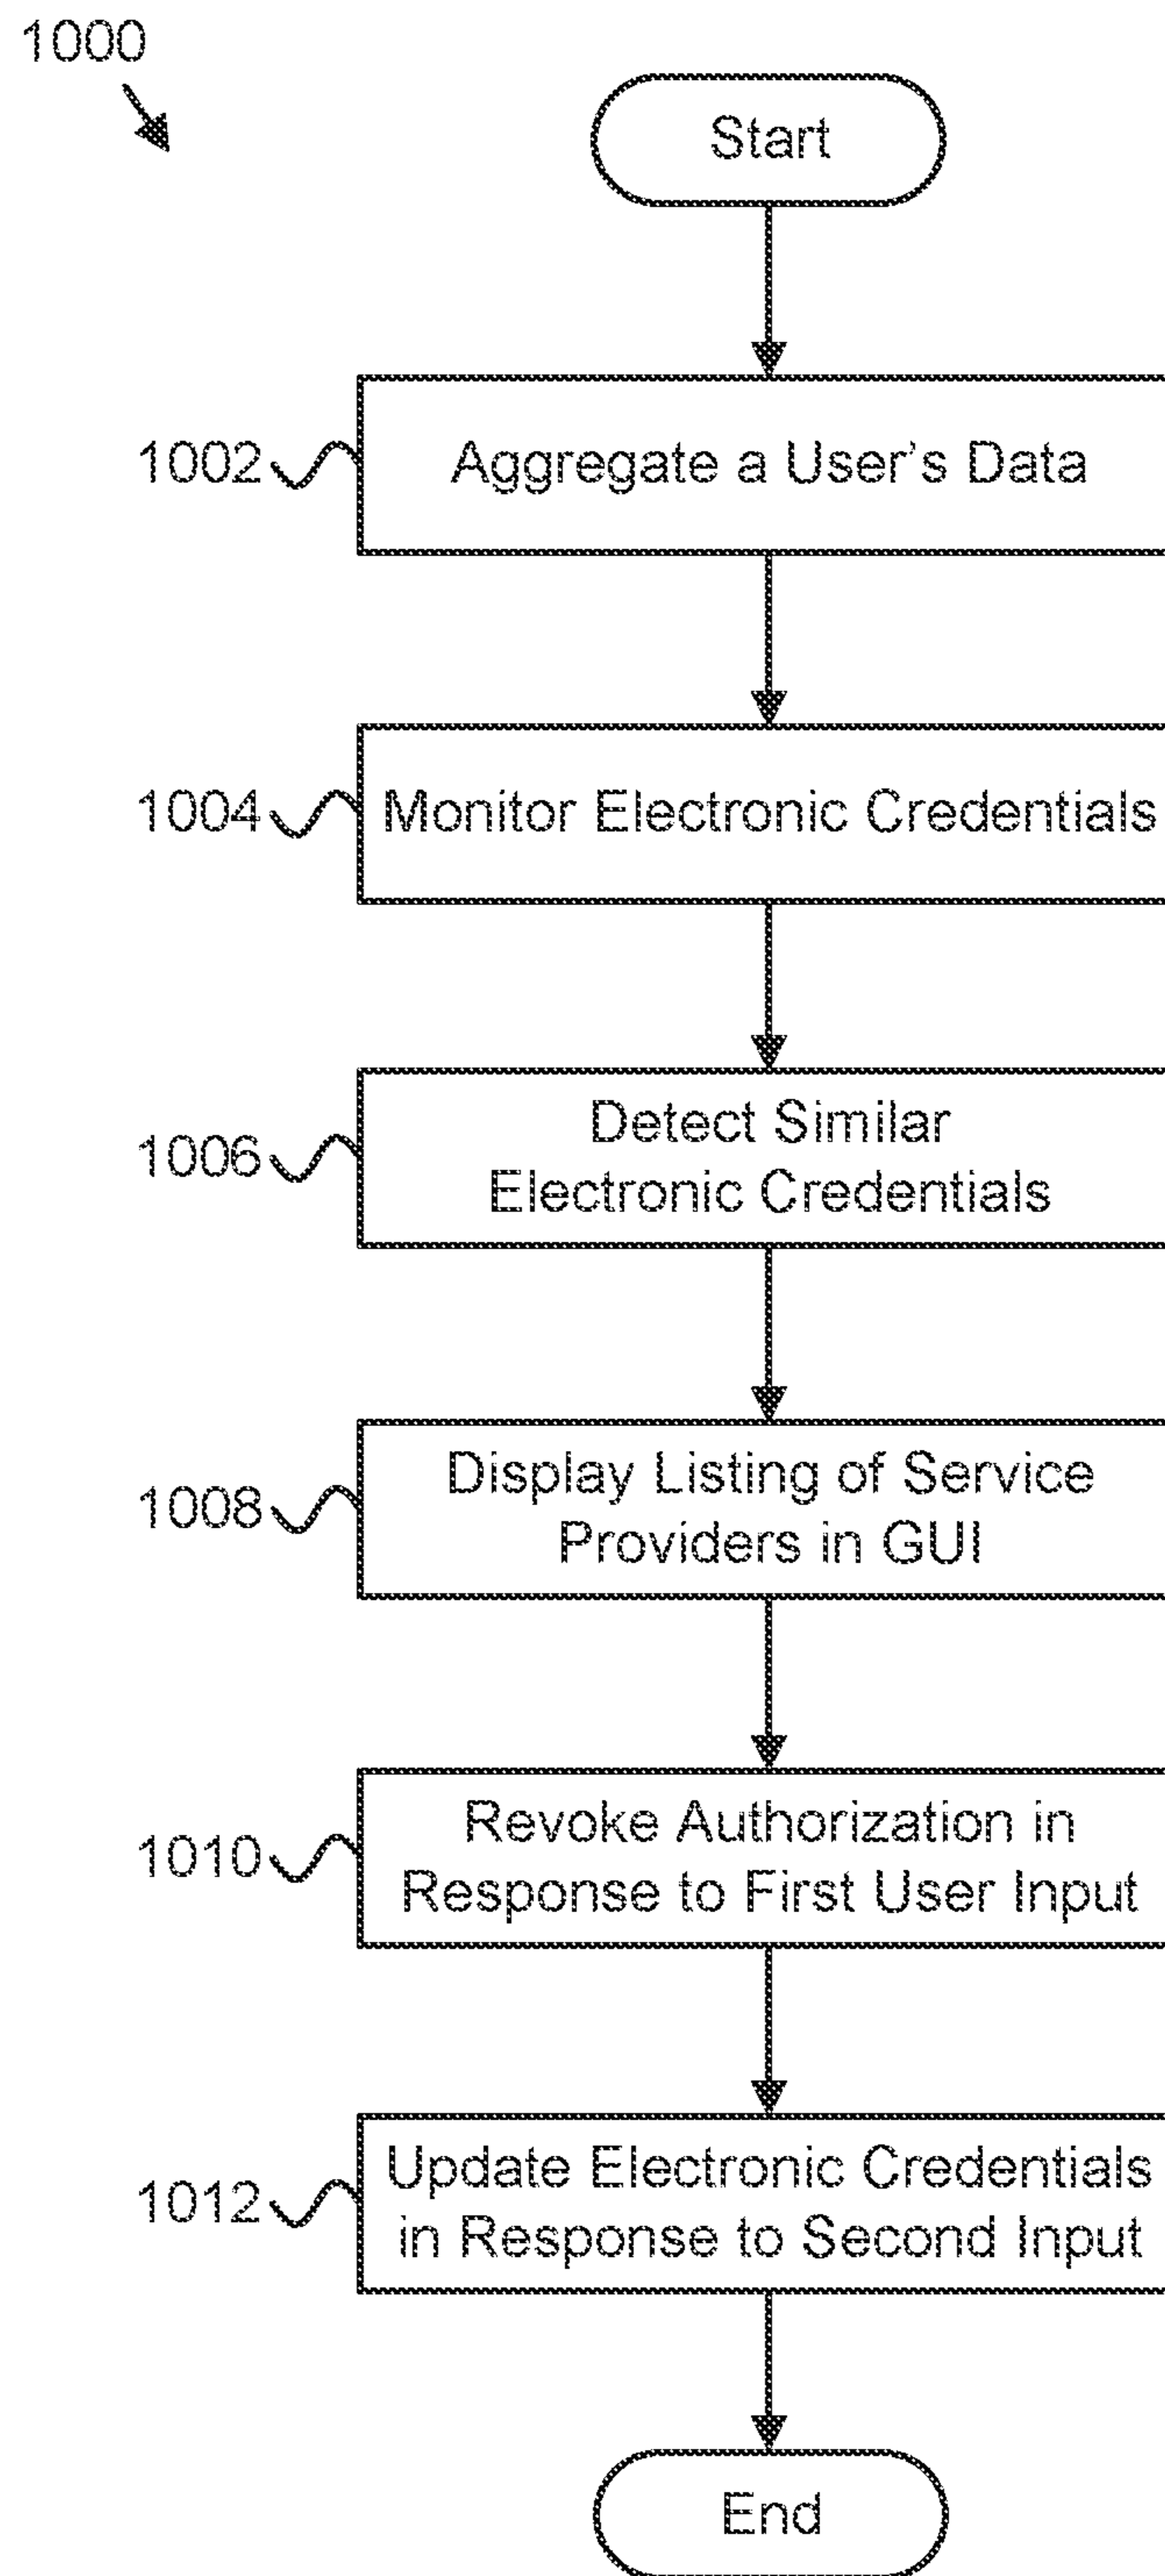 1000
Start
1002
Aggregate a User's Data
1004
Monitor Electronic Credentials
1006
Detect Similar
Electronic Credentials
1008
Display Listing of Service
Providers in GUI
1010
Revoke Authorization in
Response to First User Input
1012
Update Electronic Credentials
in Response to Second Input
End